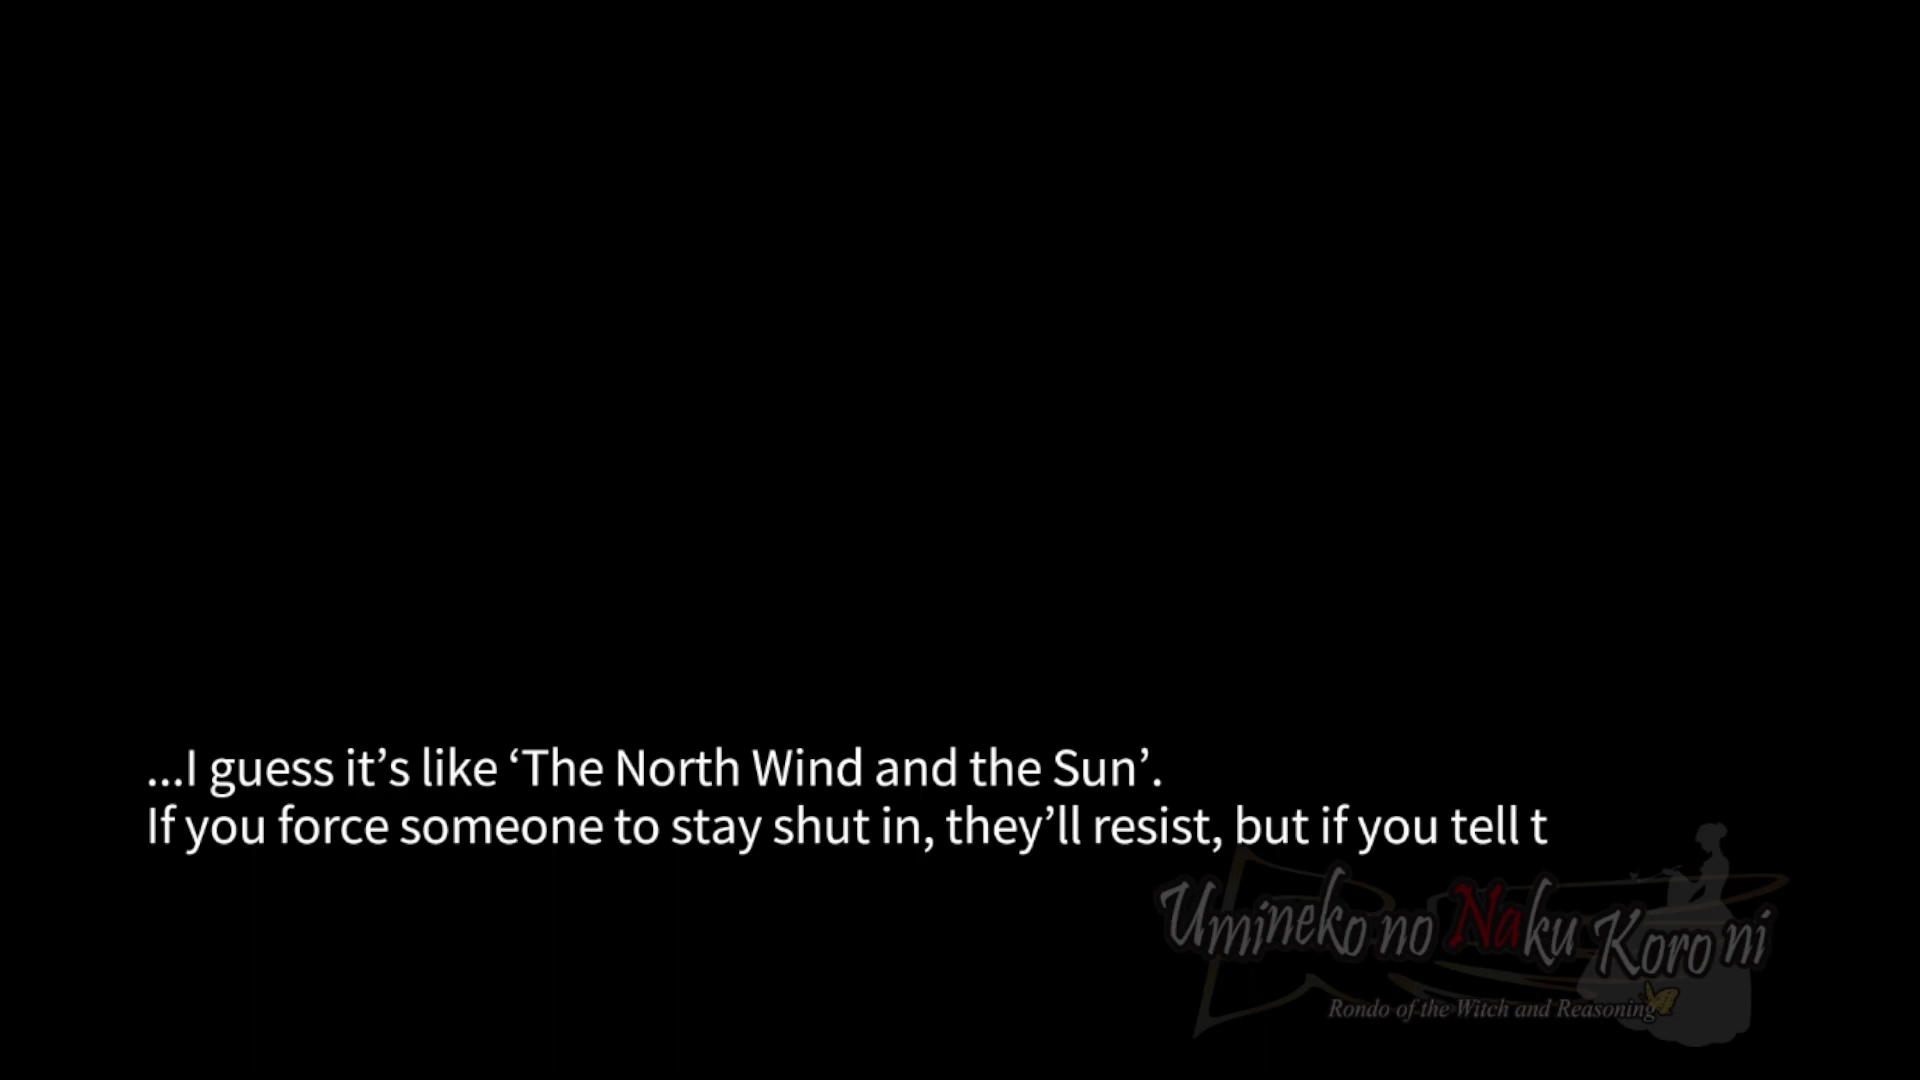 ...I guess it’s like ‘The North Wind and the Sun’.
If you force someone to stay shut in, they’ll resist, but if you tell t
Umineko no Naku Koro ni
Rondo of the Witch and Reasoning